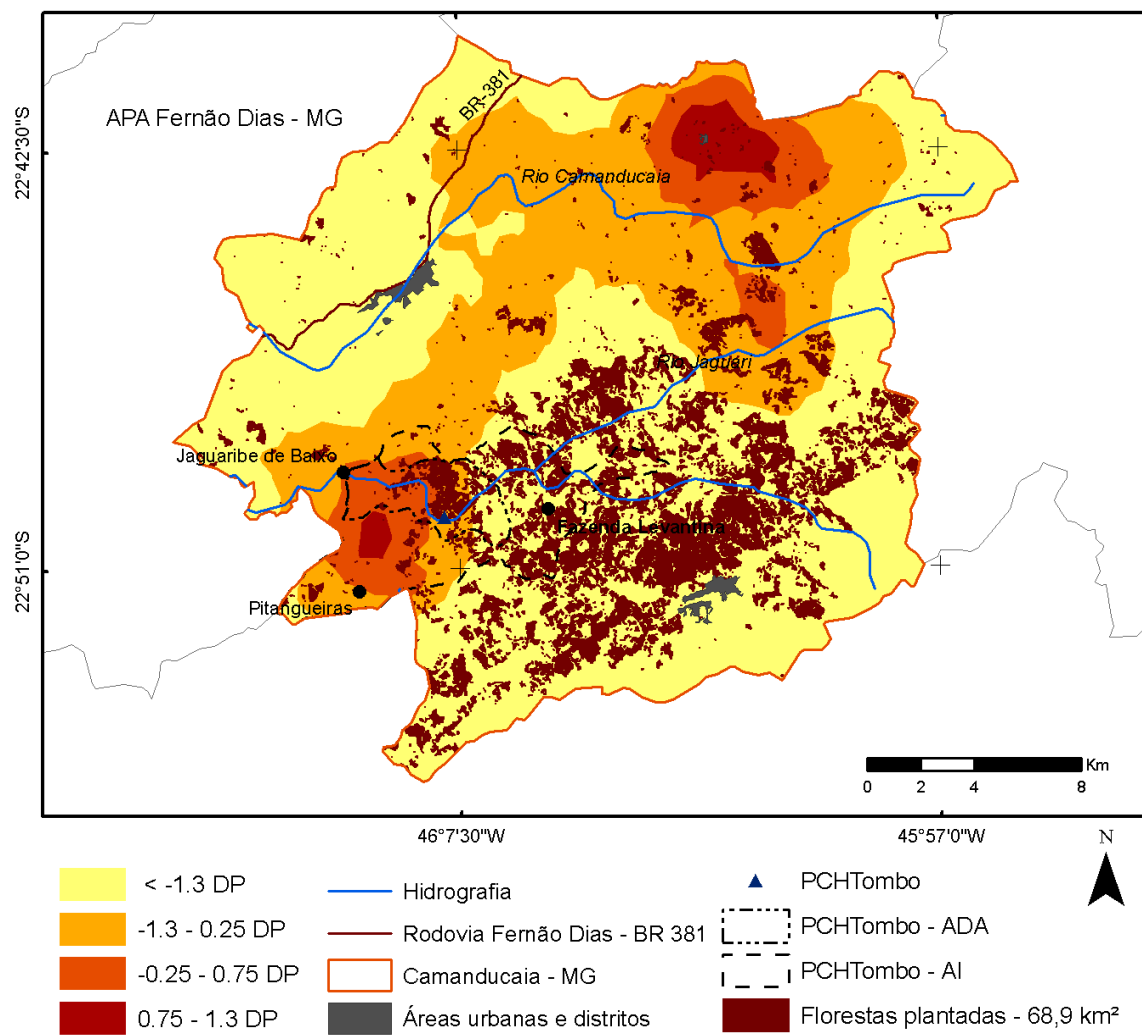 APA Fernão Dias - MG
BR-381
22°42'30"S
Rio Camanducaia
Rio Jaguari
Jaguaribe de Baixo
Fazenda Levantina
22°51'0"S
Pitangueiras
Km
0 2 4 8
46°7'30"W
45°57'0"W
N
< -1.3 DP
-1.3 - 0.25 DP
-0.25 - 0.75 DP
0.75 - 1.3 DP
Hidrografia
Rodovia Fernão Dias - BR 381
Camanducaia - MG
Áreas urbanas e distritos
PCHTombo
PCHTombo - ADA
PCHTombo - AI
Florestas plantadas - 68,9 km²